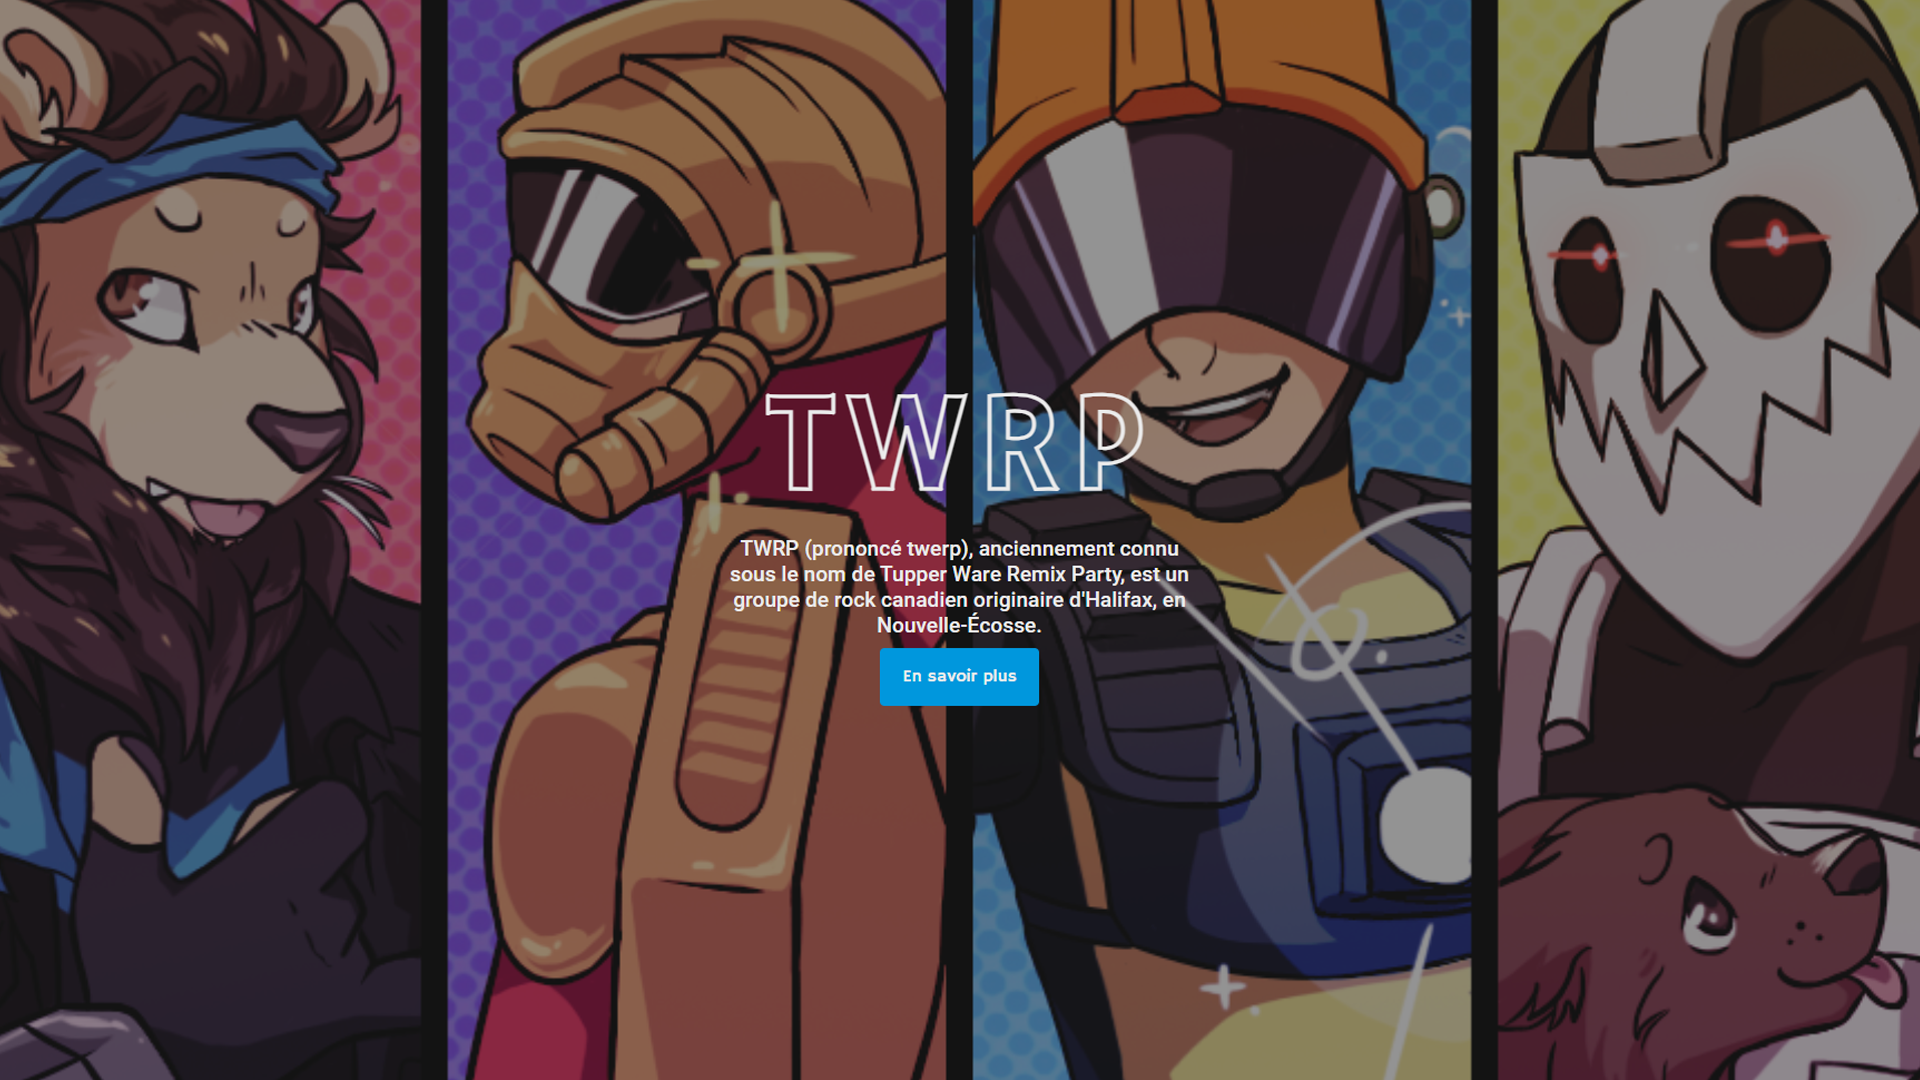 TWRP
TWRP (prononcé twerp), anciennement connu
sous le nom de Tupper Ware Remix Party, est un
groupe de rock canadien originaire d'Halifax, en
Nouvelle-Écosse.
En savoir plus